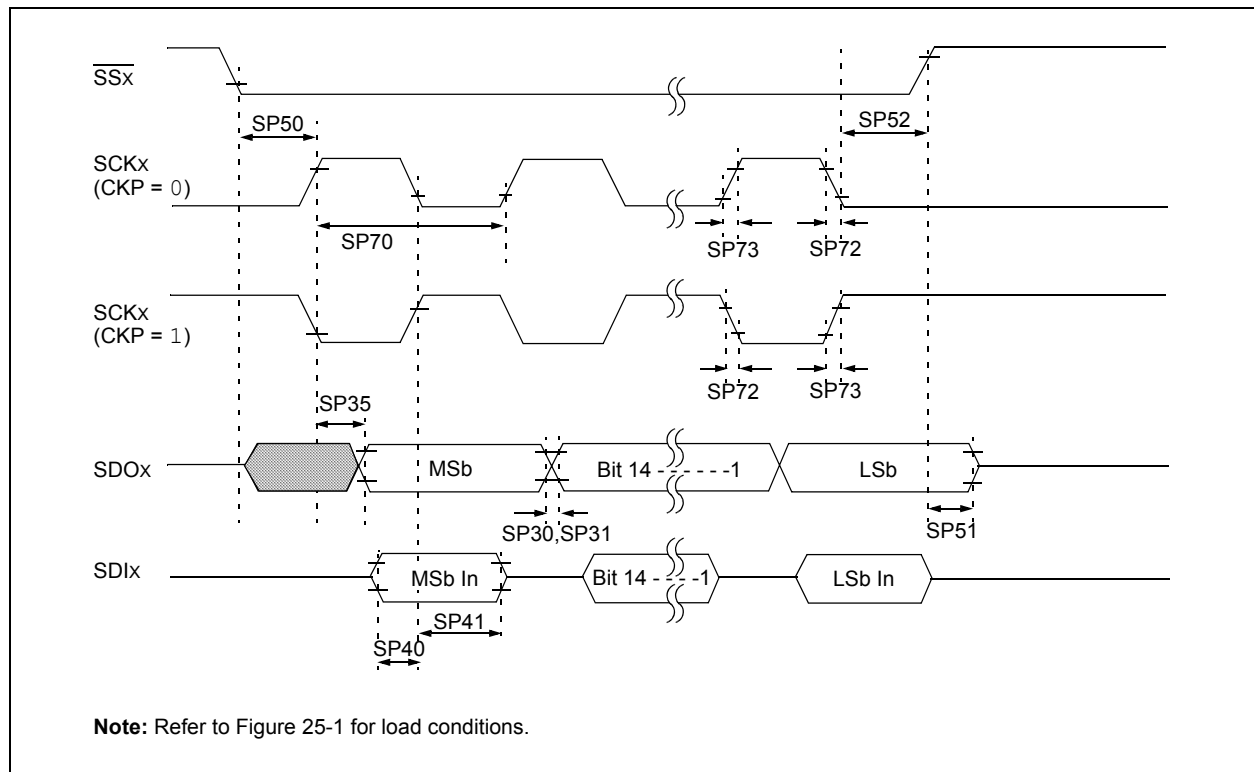 SSx
SP50
SP52
SCKx
(CKP = 0)
SP70
SP73
SP72
SCKx
(CKP = 1)
SP72
SP73
SP35
SDOx
MSb
Bit 14 - - - - - -1
LSb
SP30,SP31
SP51
SDIx
MSb In
Bit 14 - - - -1
LSb In
SP41
SP40
Note: Refer to Figure 25-1 for load conditions.